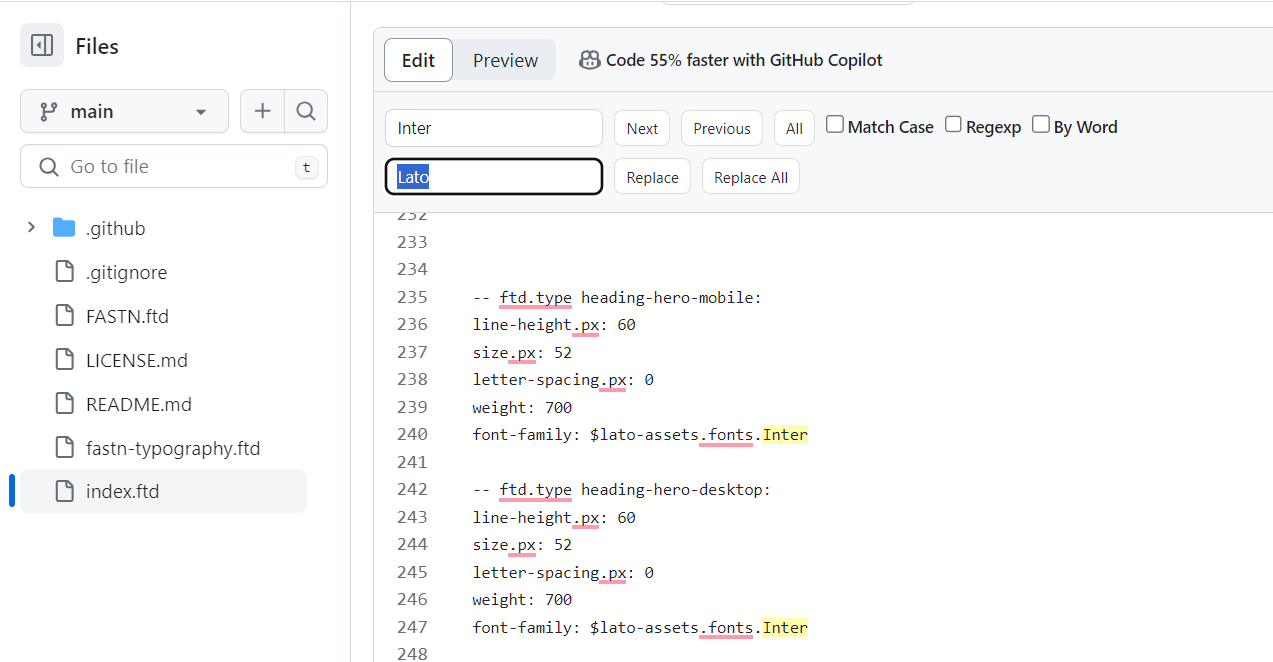 Files
main
Go to file
t
.github
.gitignore
FASTN.ftd
LICENSE.md
README.md
fastn-typography.ftd
index.ftd
Edit Preview Code 55% faster with GitHub Copilot
Inter Next Previous All Match Case Regexp By Word
Lato Replace Replace All
232
233
234
235 -- ftd.type heading-hero-mobile:
236 line-height.px: 60
237 size.px: 52
238 letter-spacing.px: 0
239 weight: 700
240 font-family: $lato-assets.fonts.Inter
241
242 -- ftd.type heading-hero-desktop:
243 line-height.px: 60
244 size.px: 52
245 letter-spacing.px: 0
246 weight: 700
247 font-family: $lato-assets.fonts.Inter
248